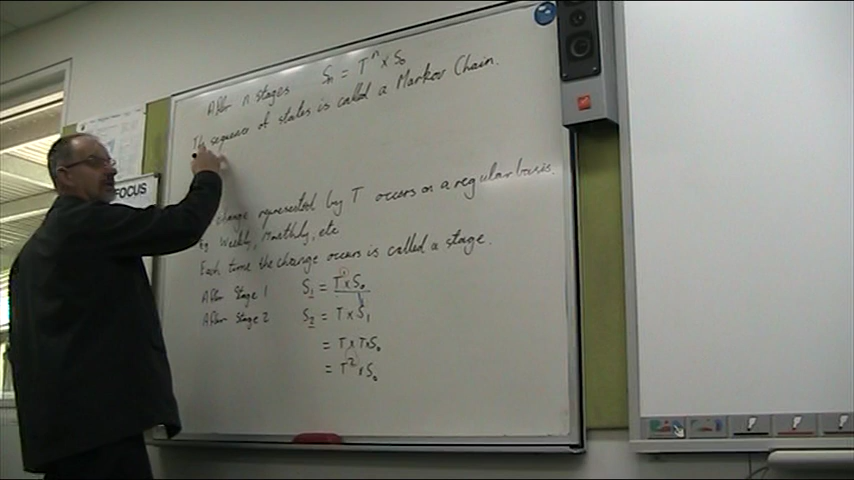 After n stages Sn = Tⁿ x S₀
The sequence of states is called a Markov Chain.
FOCUS
change represented by T occurs on a regular basis.
Eg Weekly, Monthly, etc
Each time the change occurs is called a stage.
After Stage 1 S₁ = T x S₀
After Stage 2 S₂ = T x S₁
= T x T x S₀
= T² x S₀